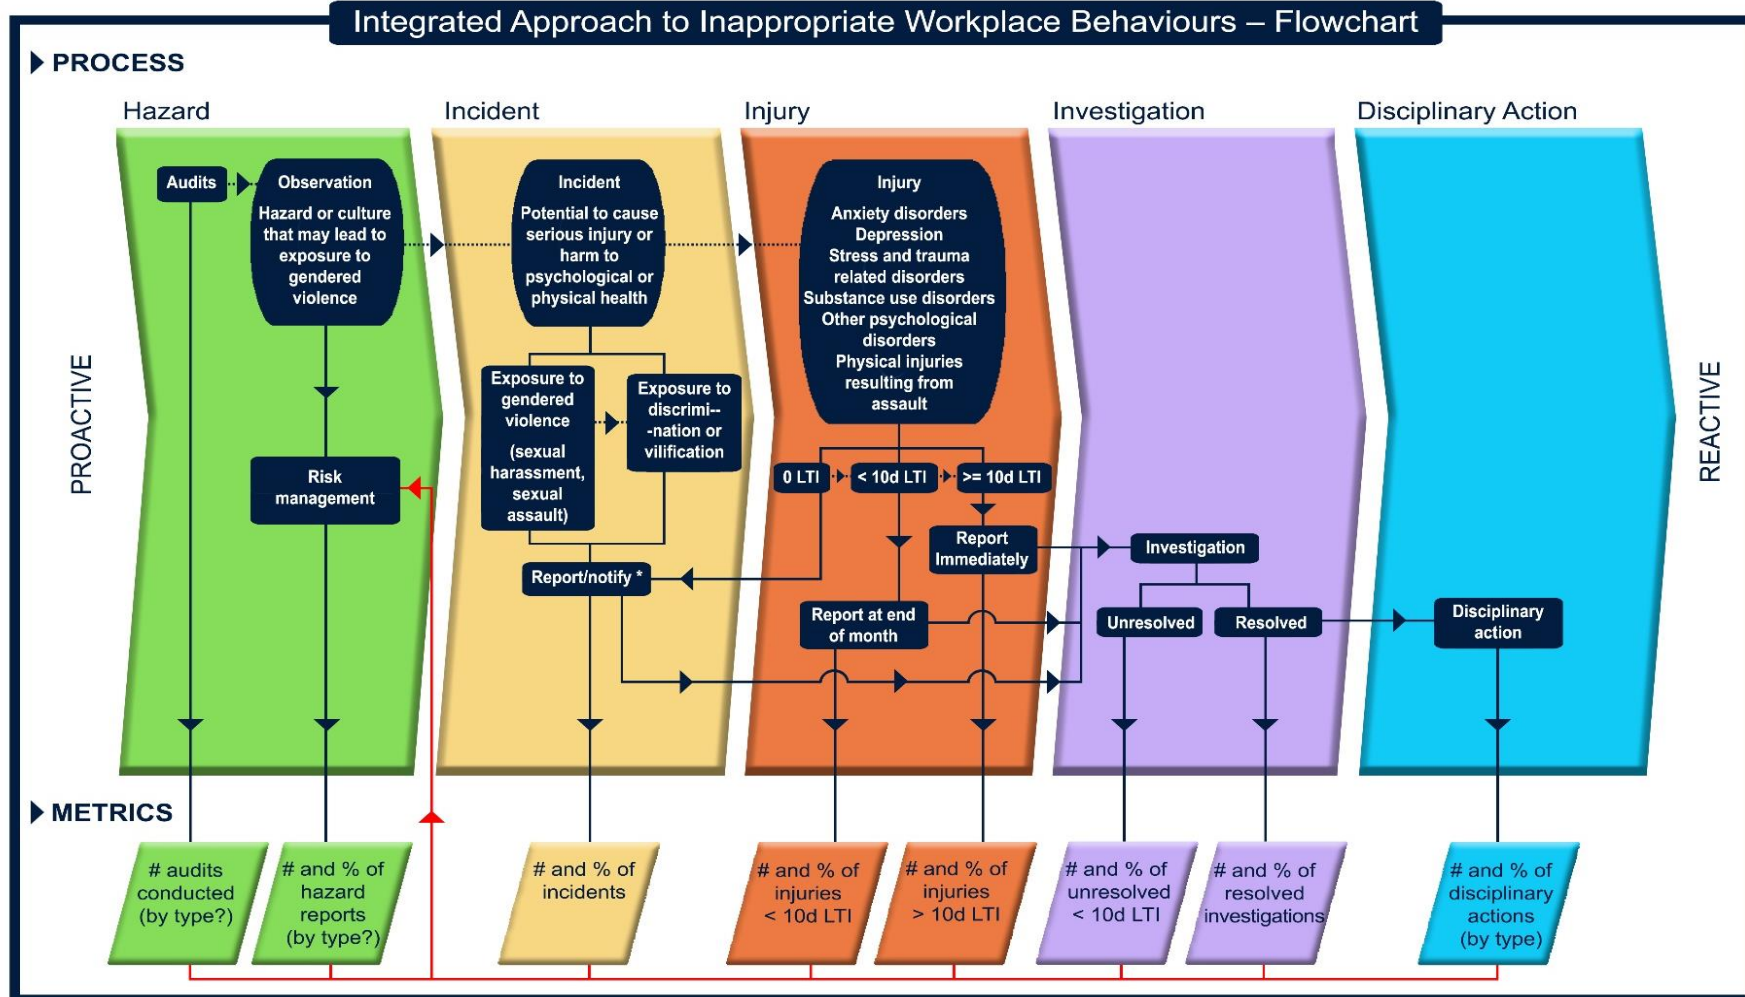 Integrated Approach to Inappropriate Workplace Behaviours – Flowchart
PROCESS
Hazard
Incident
Injury
Investigation
Disciplinary Action
PROACTIVE
Audits
Observation
Hazard or culture
that may lead to
exposure to
gendered
violence
Risk
management
Incident
Potential to cause
serious injury or
harm to
psychological or
physical health
Exposure to
gendered
violence
(sexual
harassment,
sexual
assault)
Exposure to
discrimi--
-nation or
vilification
Report/notify *
Injury
Anxiety disorders
Depression
Stress and trauma
related disorders
Substance use disorders
Other psychological
disorders
Physical injuries
resulting from
assault
0 LTI
< 10d LTI
>= 10d LTI
Report
Immediately
Report at end
of month
Investigation
Unresolved
Resolved
Disciplinary
action
REACTIVE
METRICS
# audits
conducted
(by type?)
# and % of
hazard
reports
(by type?)
# and % of
incidents
# and % of
injuries
< 10d LTI
# and % of
injuries
> 10d LTI
# and % of
unresolved
< 10d LTI
# and % of
resolved
investigations
# and % of
disciplinary
actions
(by type)